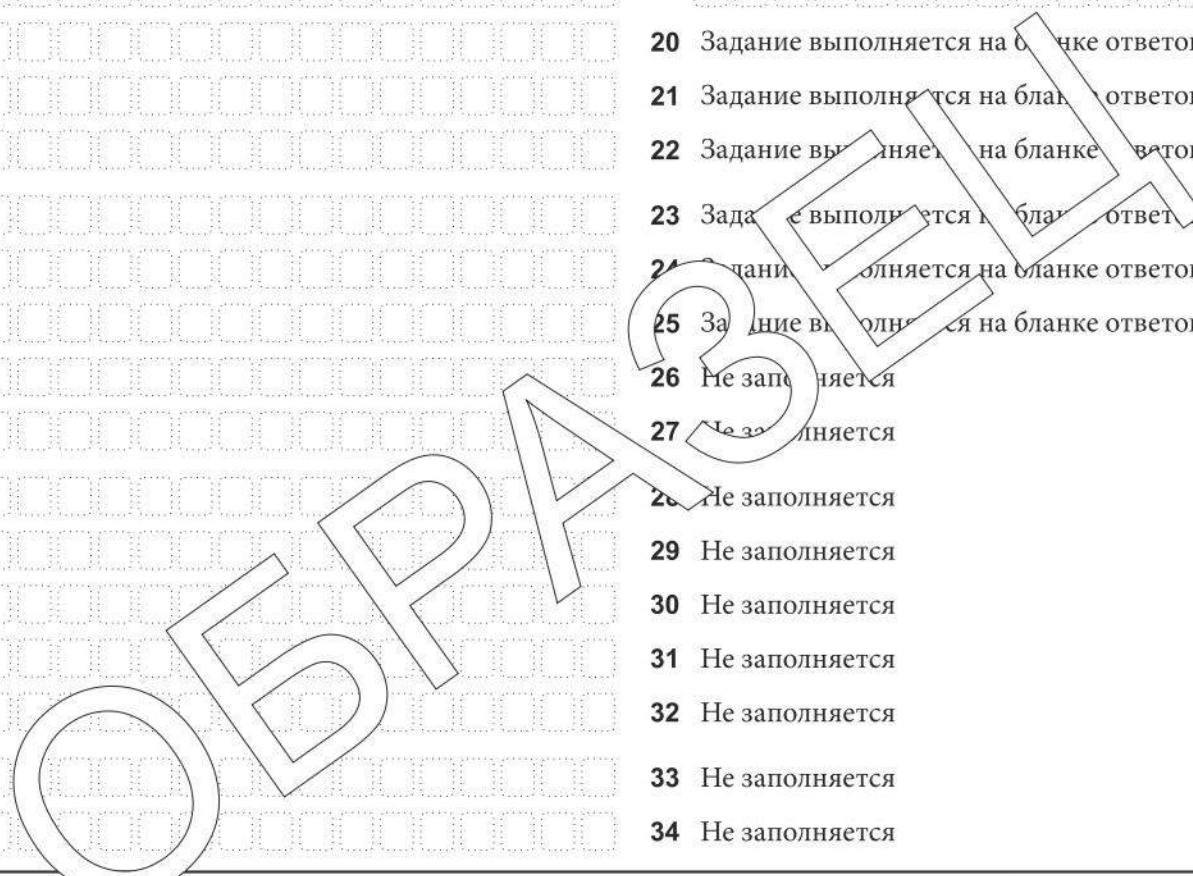 20 Задание выполняется на бланке ответов
21 Задание выполняется на бланке ответов
22 Задание выполняется на бланке ответов
23 Задание выполняется на бланке ответов
24 Задание выполняется на бланке ответов
25 Задание выполняется на бланке ответов
26 Не заполняется
27 Не заполняется
28 Не заполняется
29 Не заполняется
30 Не заполняется
31 Не заполняется
32 Не заполняется
33 Не заполняется
34 Не заполняется
ОБРАЗЕЦ